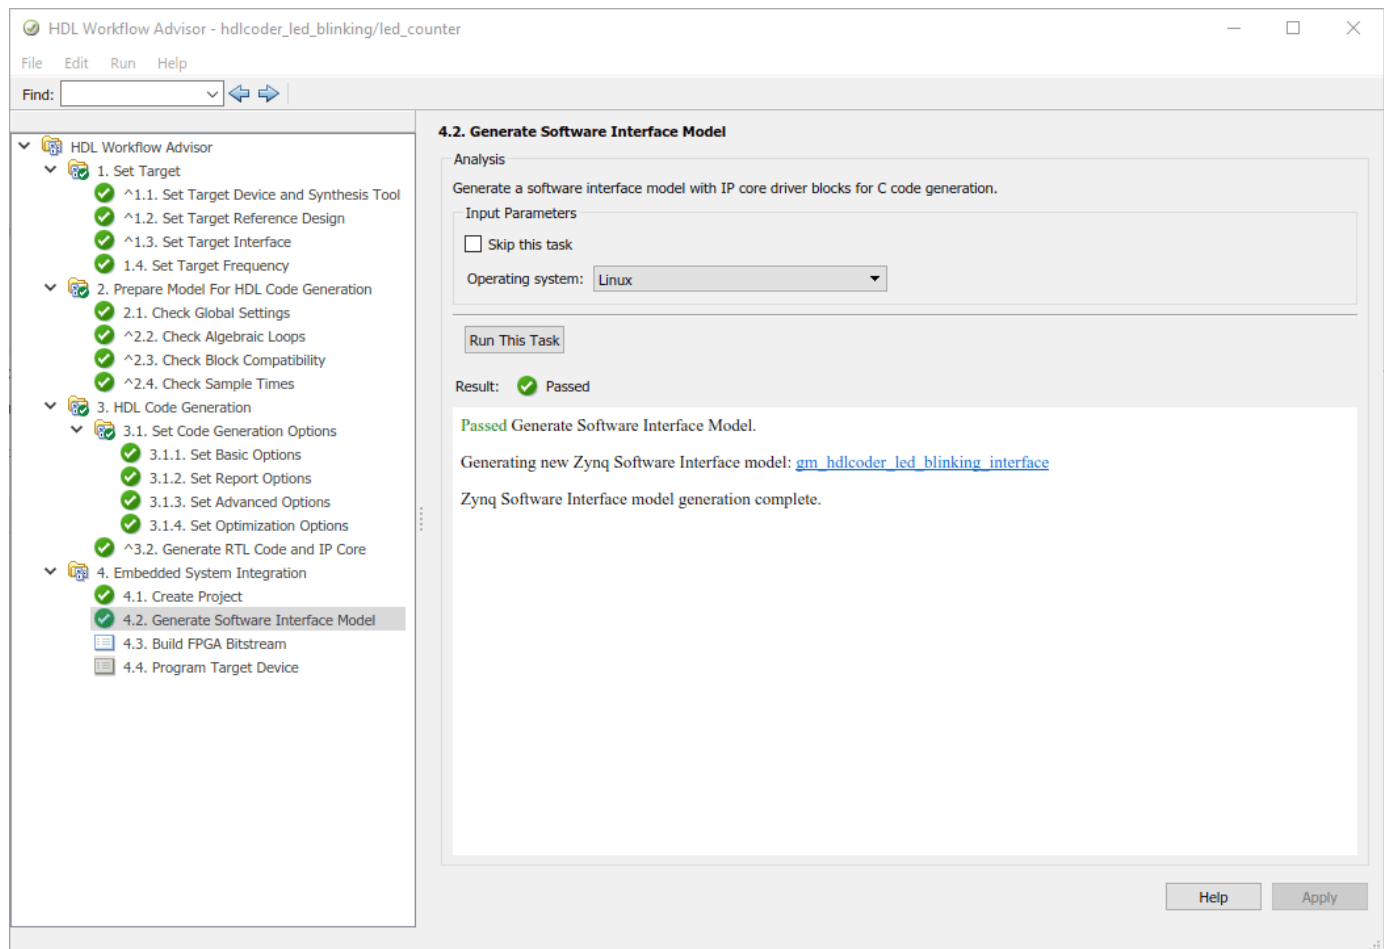 HDL Workflow Advisor - hdlcoder_led_blinking/led_counter
File Edit Run Help
Find:
HDL Workflow Advisor
1. Set Target
^1.1. Set Target Device and Synthesis Tool
^1.2. Set Target Reference Design
^1.3. Set Target Interface
1.4. Set Target Frequency
2. Prepare Model For HDL Code Generation
2.1. Check Global Settings
^2.2. Check Algebraic Loops
^2.3. Check Block Compatibility
^2.4. Check Sample Times
3. HDL Code Generation
3.1. Set Code Generation Options
3.1.1. Set Basic Options
3.1.2. Set Report Options
3.1.3. Set Advanced Options
3.1.4. Set Optimization Options
^3.2. Generate RTL Code and IP Core
4. Embedded System Integration
4.1. Create Project
4.2. Generate Software Interface Model
4.3. Build FPGA Bitstream
4.4. Program Target Device
4.2. Generate Software Interface Model
Analysis
Generate a software interface model with IP core driver blocks for C code generation.
Input Parameters
Skip this task
Operating system: Linux
Run This Task
Result: Passed
Passed Generate Software Interface Model.
Generating new Zynq Software Interface model: gm_hdlcoder_led_blinking_interface
Zynq Software Interface model generation complete.
Help Apply